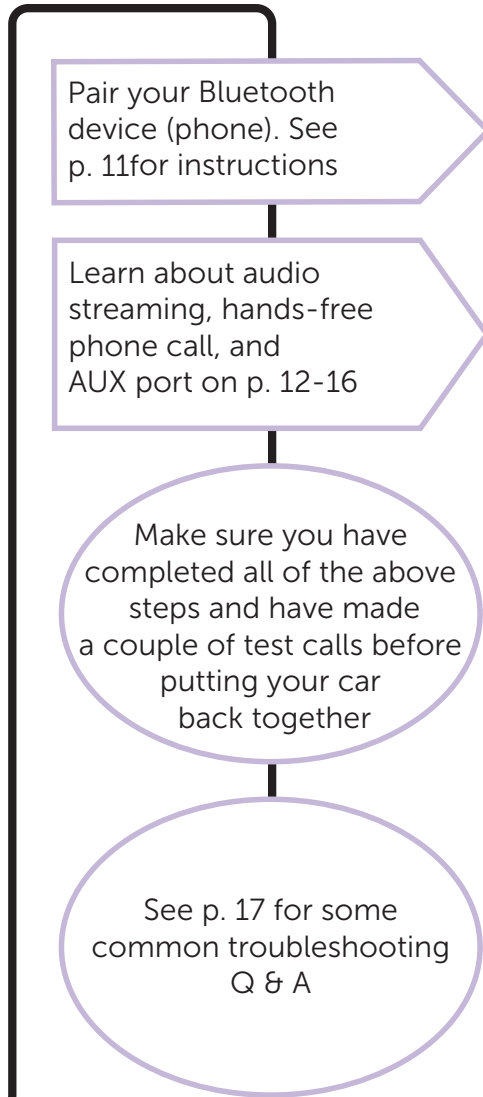 Pair your Bluetooth
device (phone). See
p. 11for instructions
Learn about audio
streaming, hands-free
phone call, and
AUX port on p. 12-16
Make sure you have
completed all of the above
steps and have made
a couple of test calls before
putting your car
back together
See p. 17 for some
common troubleshooting
Q & A